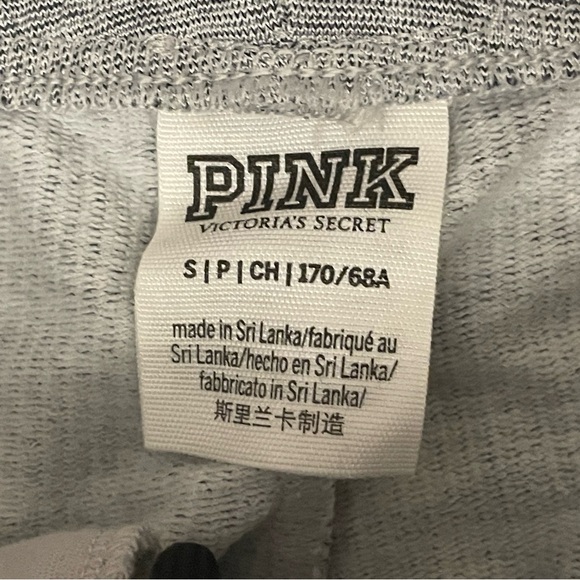 PINK
VICTORIA'S SECRET
S | P | CH | 170/68A
made in Sri Lanka/fabriqué au
Sri Lanka/hecho en Sri Lanka/
fabbricato in Sri Lanka/
斯里兰卡制造